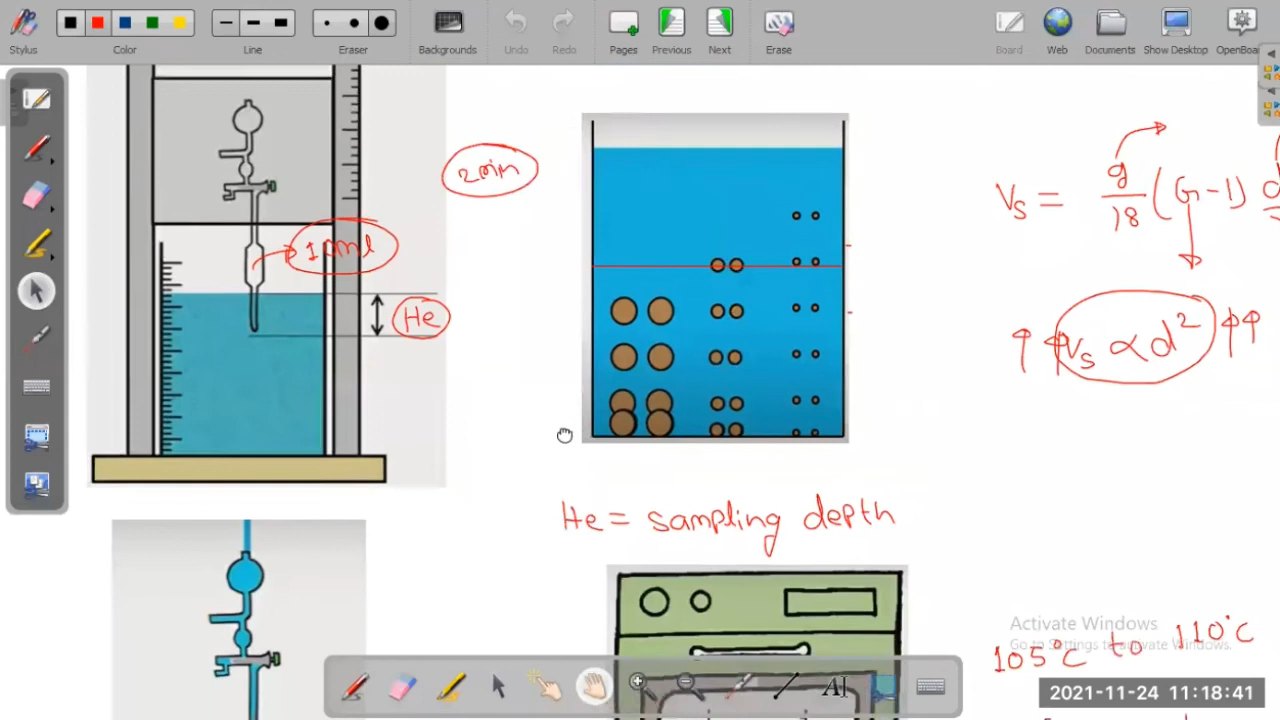 Stylus
Color
Line
Eraser
Backgrounds
Undo
Redo
Pages
Previous
Next
Erase
Board
Web
Documents
Show Desktop
OpenBoa
2min
10ml
He
Vs = g/18 (G-1) d
Vs ∝ d²
He = sampling depth
Activate Windows
Go to Settings to activate Windows.
105°C to 110°C
AI
2021-11-24 11:18:41